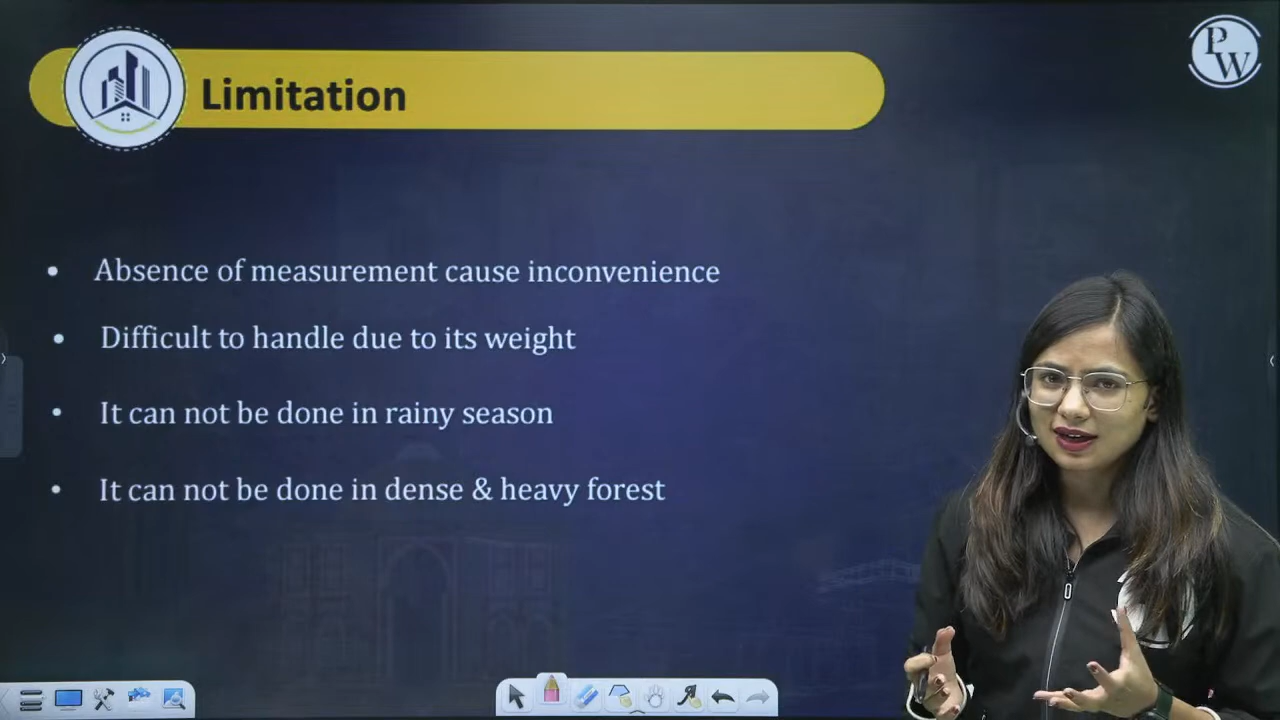 PW
Limitation
• Absence of measurement cause inconvenience
• Difficult to handle due to its weight
• It can not be done in rainy season
• It can not be done in dense & heavy forest